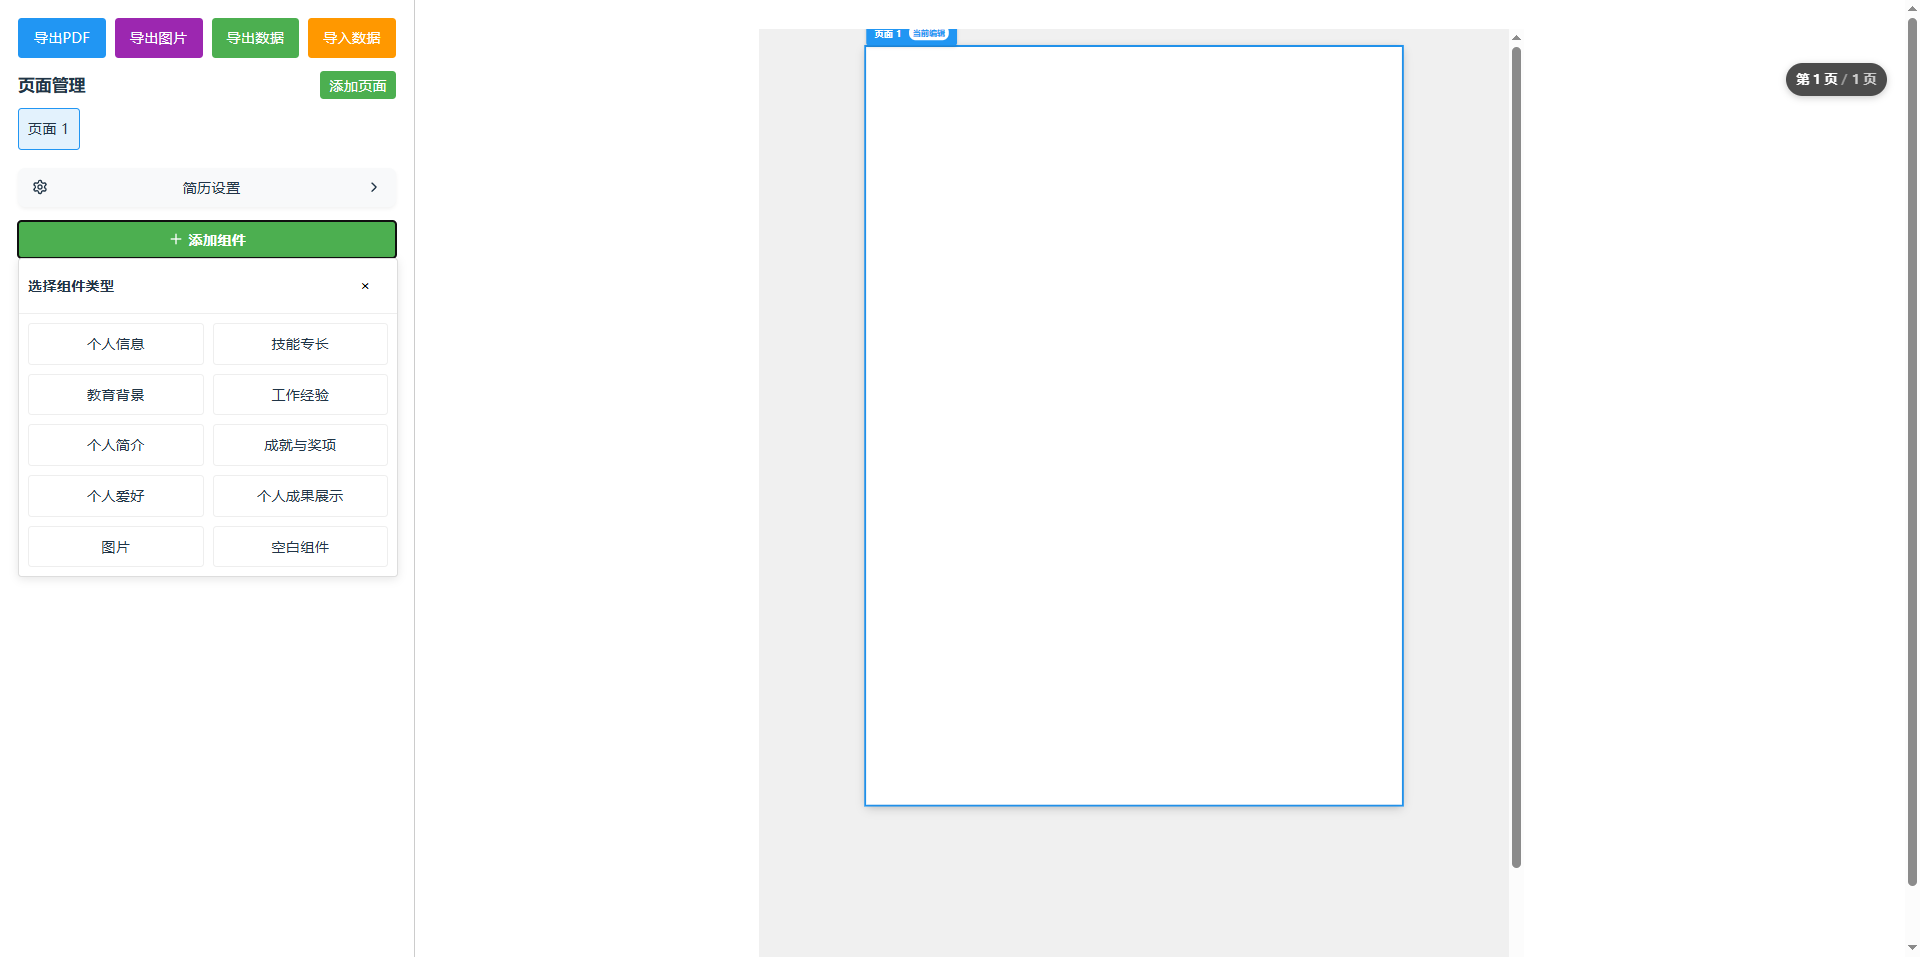 导出PDF 导出图片 导出数据 导入数据
页面管理 添加页面
页面 1
简历设置
添加组件
选择组件类型 ×
个人信息 技能专长
教育背景 工作经验
个人简介 成就与奖项
个人爱好 个人成果展示
图片 空白组件
页面 1 当前编辑
第 1 页 / 1 页